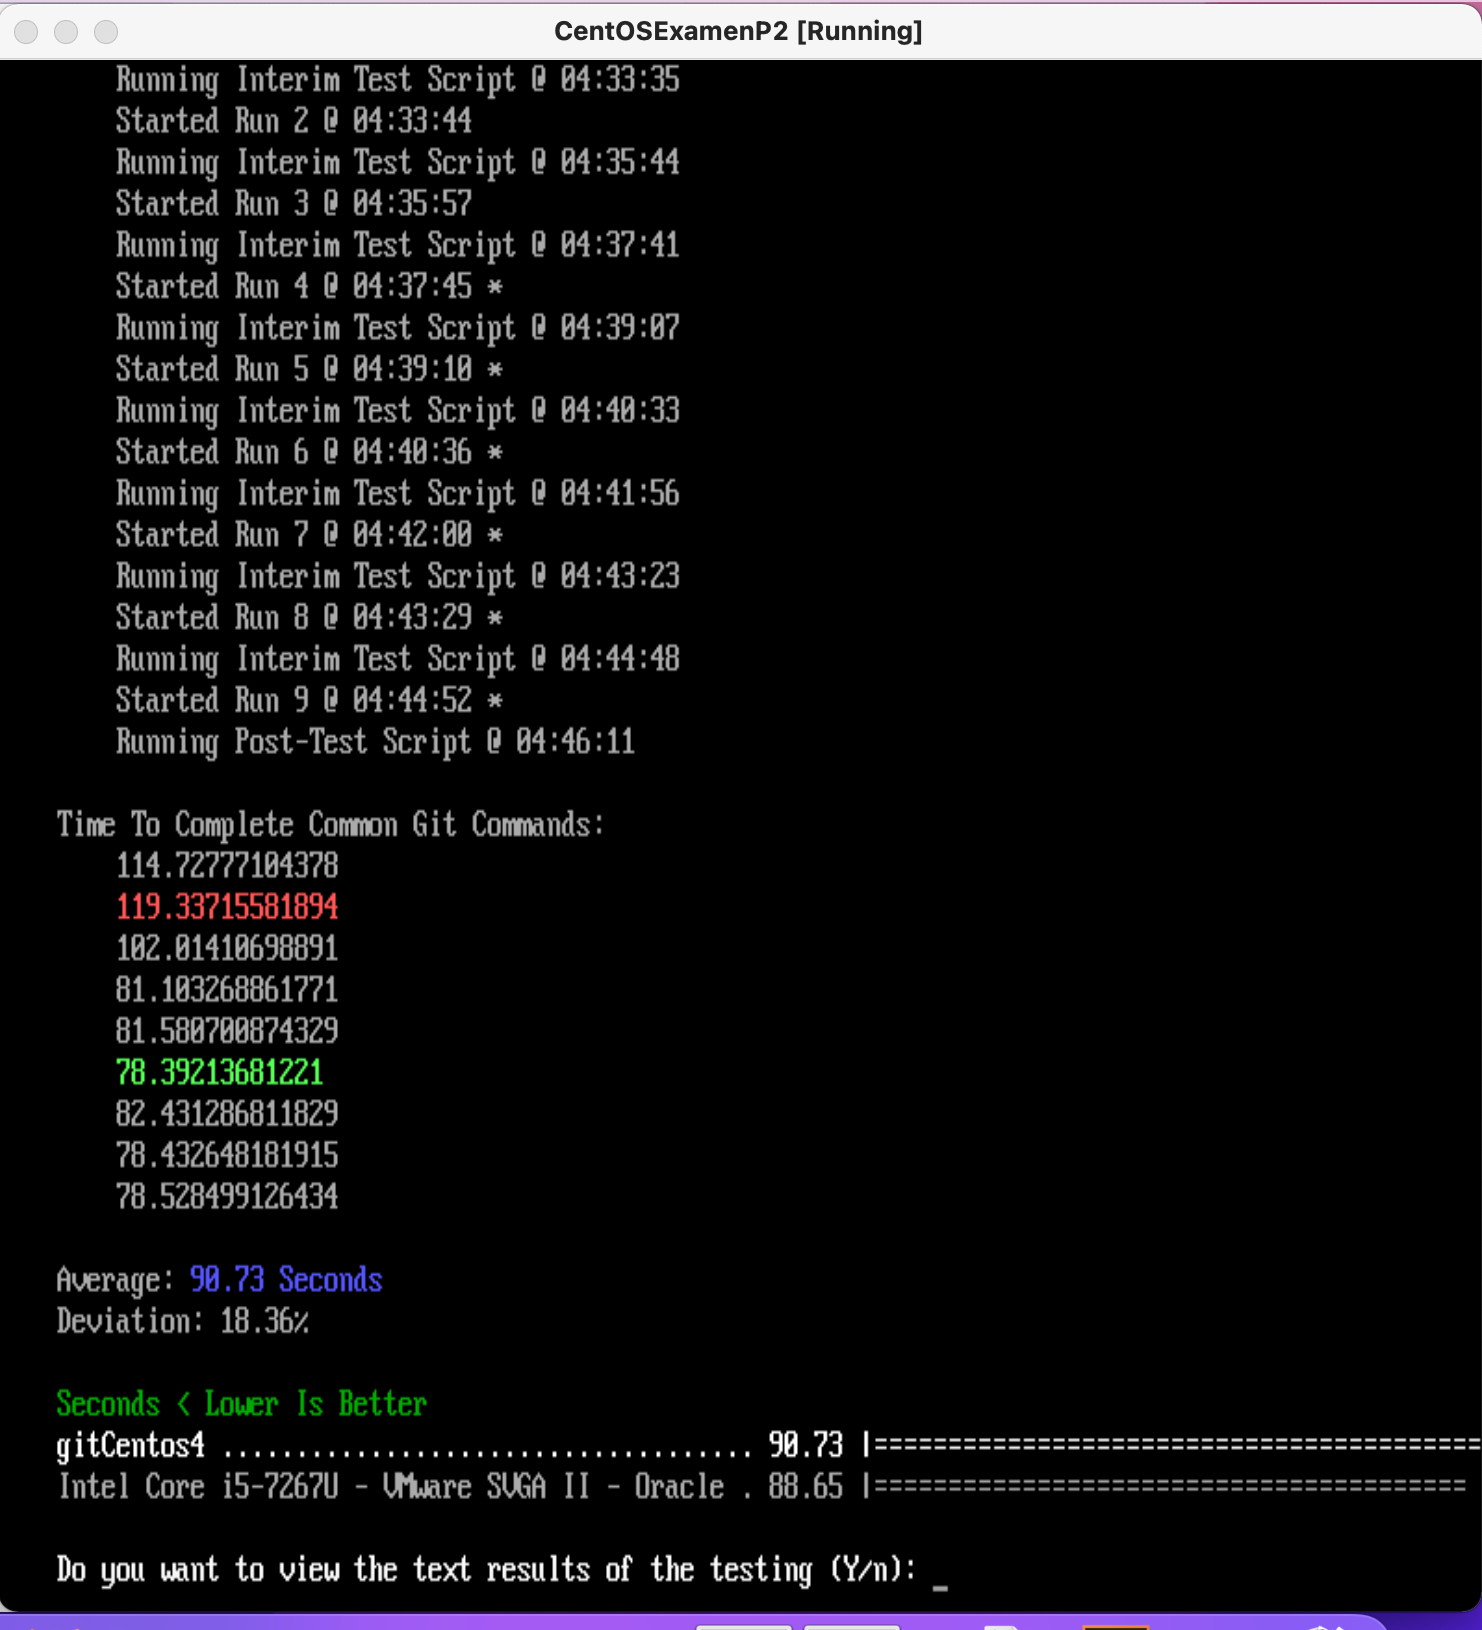 CentOSExamenP2 [Running]
Running Interim Test Script @ 04:33:35
Started Run 2 @ 04:33:44
Running Interim Test Script @ 04:35:44
Started Run 3 @ 04:35:57
Running Interim Test Script @ 04:37:41
Started Run 4 @ 04:37:45 *
Running Interim Test Script @ 04:39:07
Started Run 5 @ 04:39:10 *
Running Interim Test Script @ 04:40:33
Started Run 6 @ 04:40:36 *
Running Interim Test Script @ 04:41:56
Started Run 7 @ 04:42:00 *
Running Interim Test Script @ 04:43:23
Started Run 8 @ 04:43:29 *
Running Interim Test Script @ 04:44:48
Started Run 9 @ 04:44:52 *
Running Post-Test Script @ 04:46:11
Time To Complete Common Git Commands:
114.72777104378
119.33715581894
102.01410698891
81.103268861771
81.580700874329
78.39213681221
82.431286811829
78.432648181915
78.528499126434
Average: 90.73 Seconds
Deviation: 18.36%
Seconds < Lower Is Better
gitCentos4 .................................... 90.73 |=========================================
Intel Core i5-7267U - VMware SVGA II - Oracle . 88.65 |========================================
Do you want to view the text results of the testing (Y/n): _